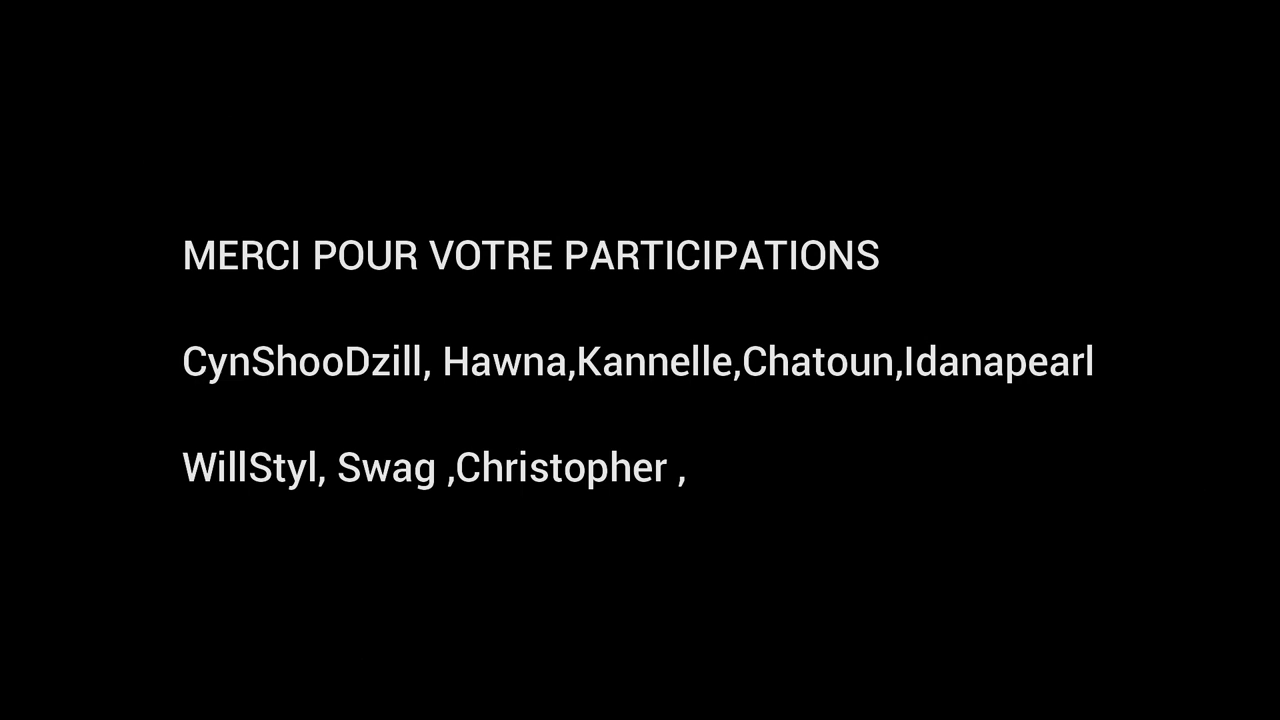 MERCI POUR VOTRE PARTICIPATIONS
CynShooDzill, Hawna,Kannelle,Chatoun,Idanapearl
WillStyl, Swag ,Christopher ,